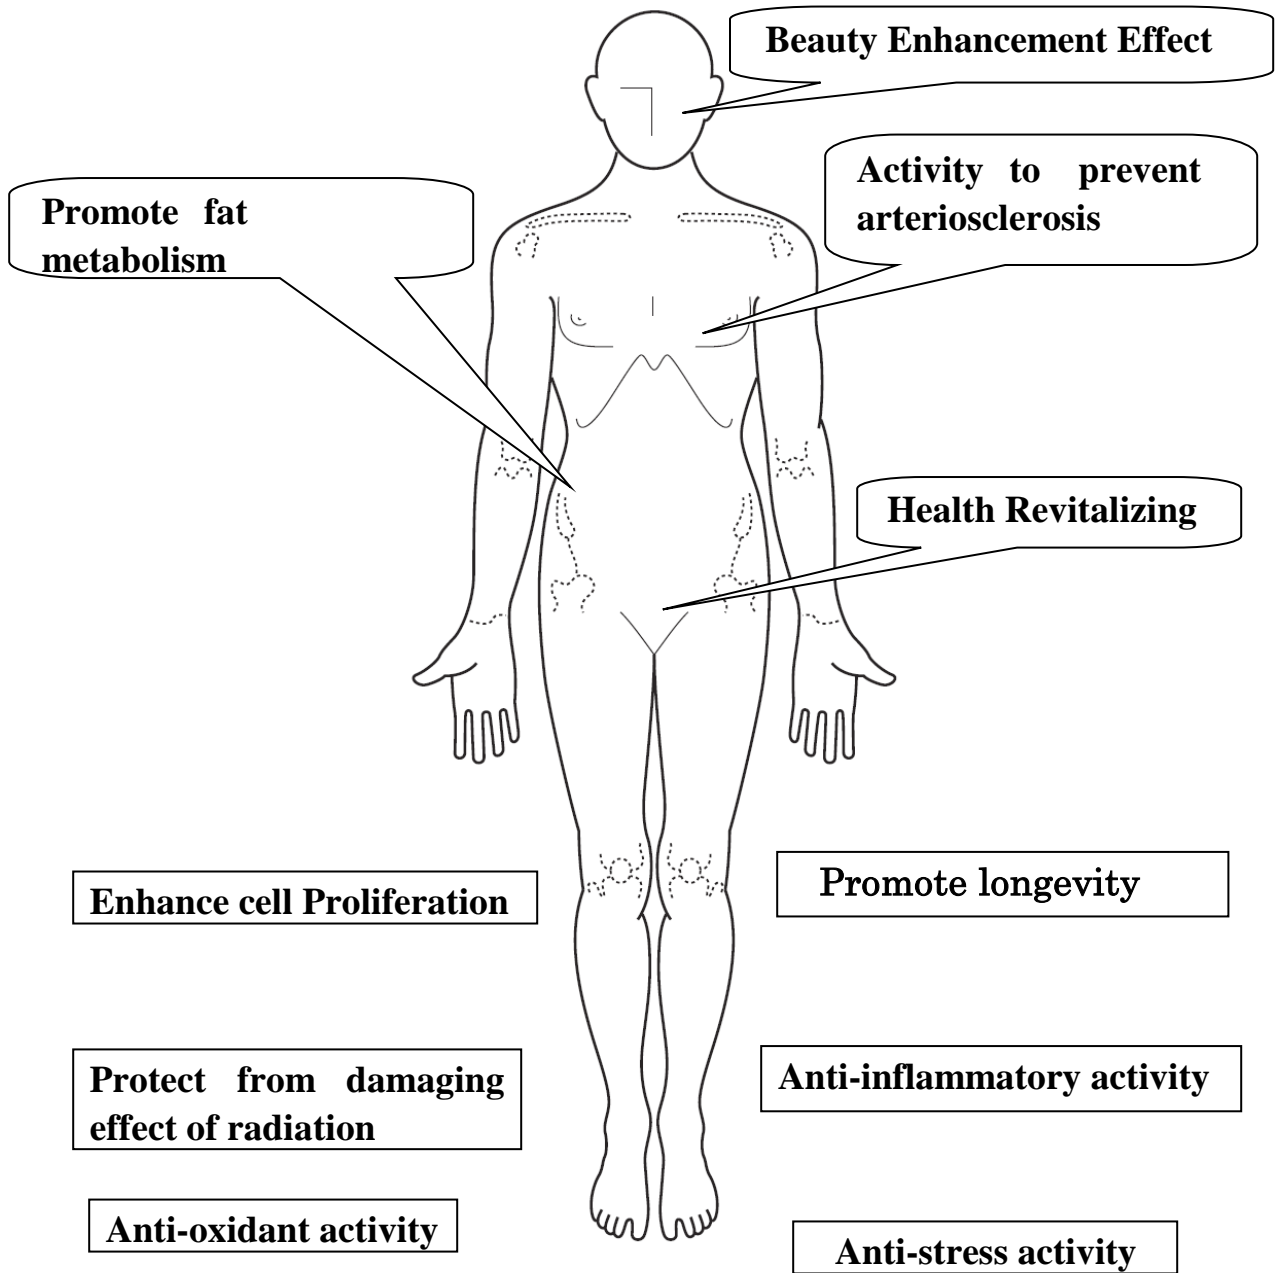 Beauty Enhancement Effect
Activity to prevent
arteriosclerosis
Promote fat
metabolism
Health Revitalizing
Enhance cell Proliferation
Promote longevity
Protect from damaging
effect of radiation
Anti-inflammatory activity
Anti-oxidant activity
Anti-stress activity